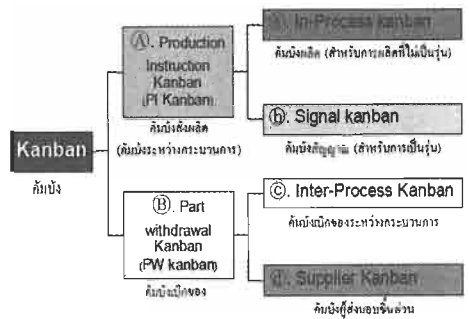 Kanban
คัมบัง
Ⓐ. Production
Instruction
Kanban
(PI Kanban)
คัมบังสั่งผลิต
(คัมบังระหว่างกระบวนการ)
Ⓑ. Part
withdrawal
Kanban
(PW kanban)
คัมบังเบิกของ
ⓐ. In-Process kanban
คัมบังผลิต (สำหรับการผลิตที่ไม่เป็นรุ่น)
ⓑ. Signal kanban
คัมบังสัญญาณ (สำหรับการเป็นรุ่น)
ⓒ. Inter-Process Kanban
คัมบังเบิกของระหว่างกระบวนการ
ⓓ. Supplier Kanban
คัมบังผู้ส่งมอบชิ้นส่วน